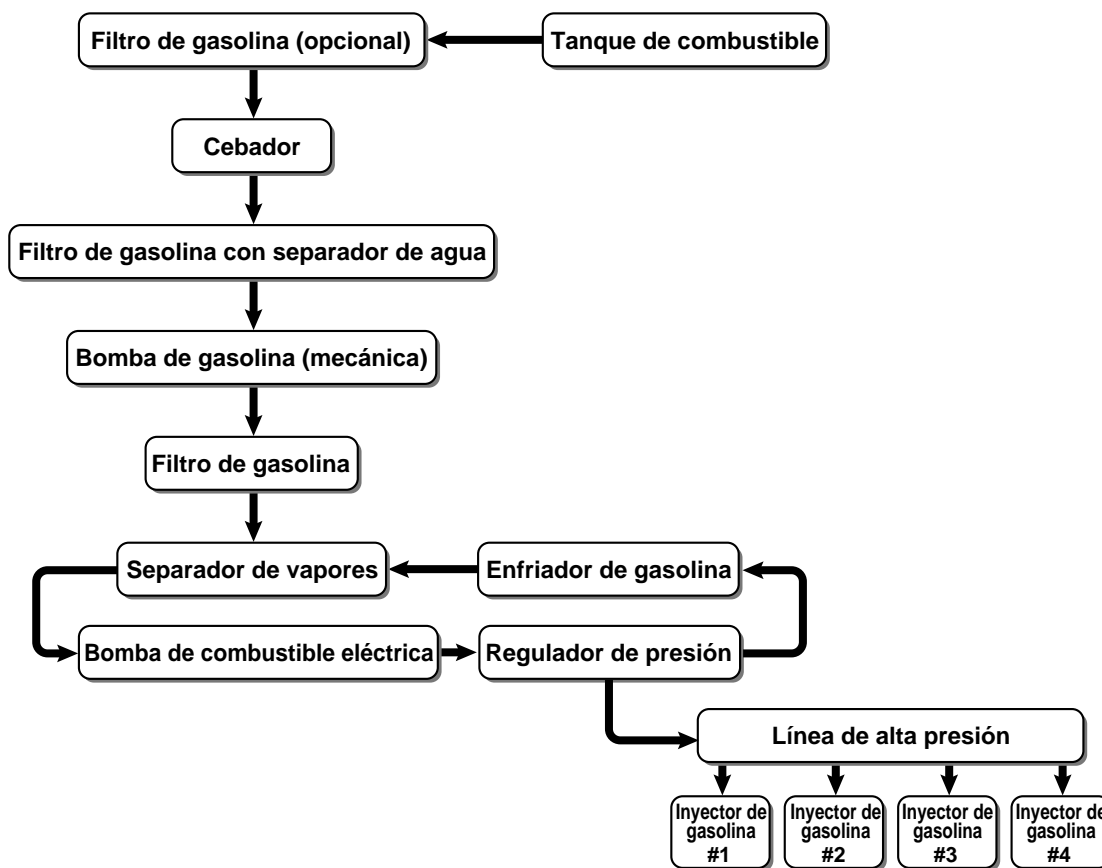 Filtro de gasolina (opcional)
Tanque de combustible
Cebador
Filtro de gasolina con separador de agua
Bomba de gasolina (mecánica)
Filtro de gasolina
Separador de vapores
Enfriador de gasolina
Bomba de combustible eléctrica
Regulador de presión
Línea de alta presión
Inyector de
gasolina
#1
Inyector de
gasolina
#2
Inyector de
gasolina
#3
Inyector de
gasolina
#4